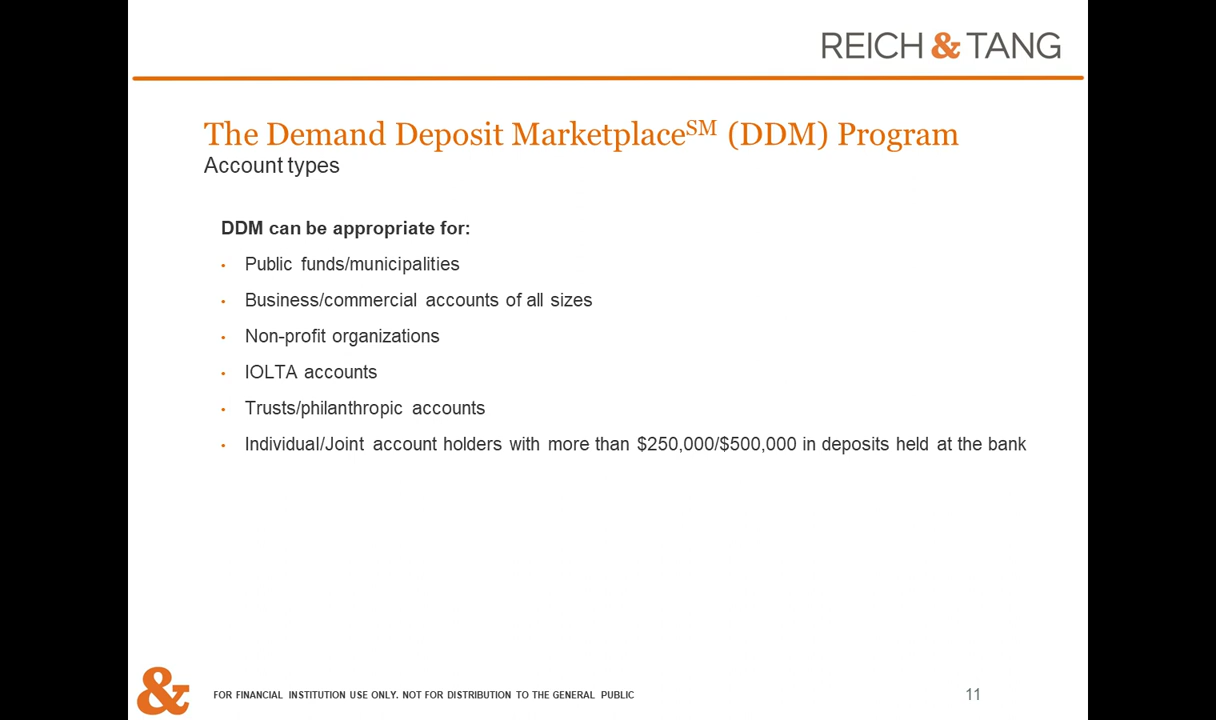 REICH & TANG
The Demand Deposit Marketplace℠ (DDM) Program
Account types
DDM can be appropriate for:
• Public funds/municipalities
• Business/commercial accounts of all sizes
• Non-profit organizations
• IOLTA accounts
• Trusts/philanthropic accounts
• Individual/Joint account holders with more than $250,000/$500,000 in deposits held at the bank
&
FOR FINANCIAL INSTITUTION USE ONLY. NOT FOR DISTRIBUTION TO THE GENERAL PUBLIC
11